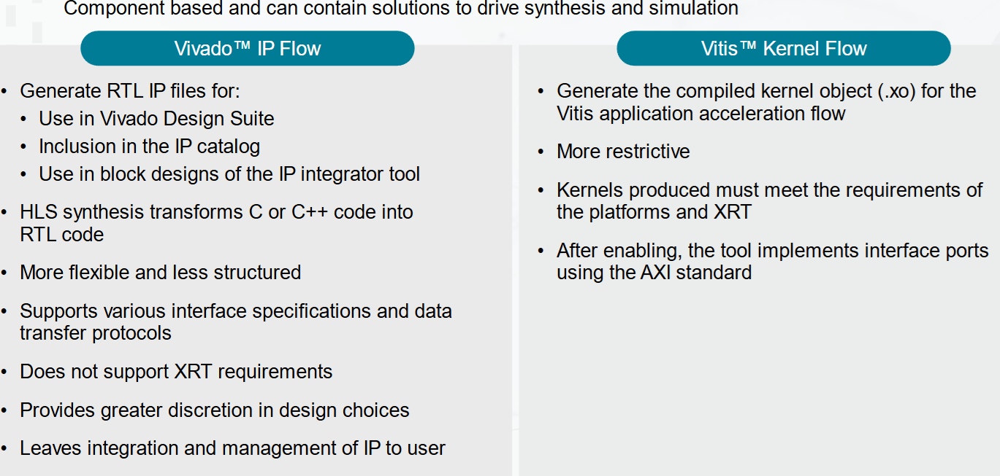 Component based and can contain solutions to drive synthesis and simulation
Vivado™ IP Flow
• Generate RTL IP files for:
• Use in Vivado Design Suite
• Inclusion in the IP catalog
• Use in block designs of the IP integrator tool
• HLS synthesis transforms C or C++ code into
RTL code
• More flexible and less structured
• Supports various interface specifications and data
transfer protocols
• Does not support XRT requirements
• Provides greater discretion in design choices
• Leaves integration and management of IP to user
Vitis™ Kernel Flow
• Generate the compiled kernel object (.xo) for the
Vitis application acceleration flow
• More restrictive
• Kernels produced must meet the requirements of
the platforms and XRT
• After enabling, the tool implements interface ports
using the AXI standard